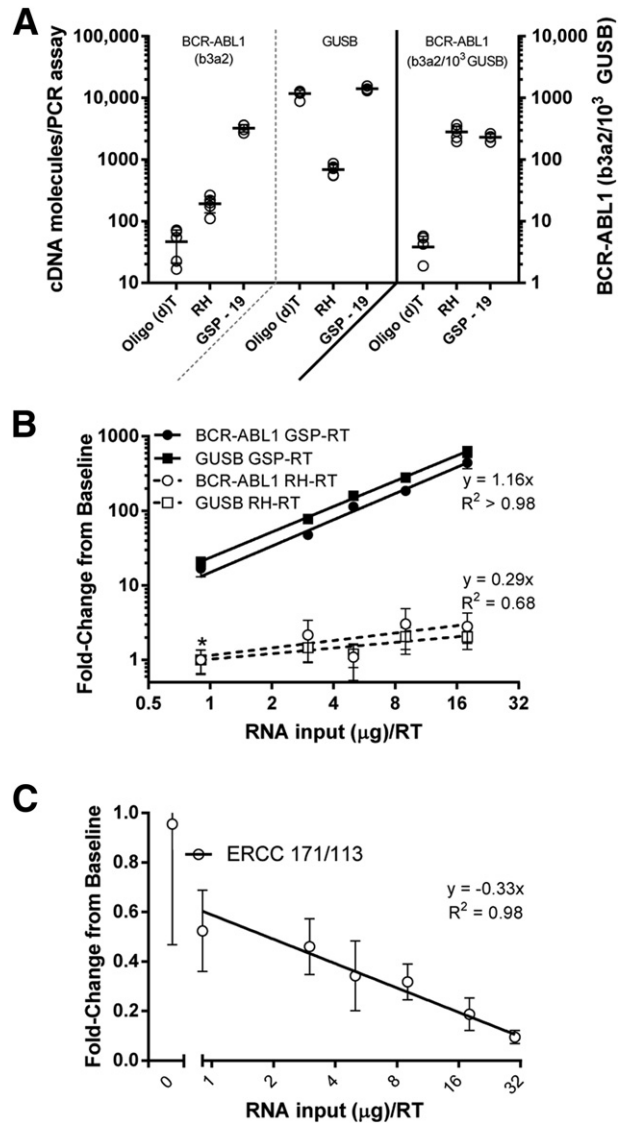 A
BCR-ABL1
(b3a2)
GUSB
BCR-ABL1
(b3a2/10³ GUSB)
cDNA molecules/PCR assay
100,000
10,000
1000
100
10
10,000
1000
100
10
1
BCR-ABL1 (b3a2/10³ GUSB)
Oligo (d)T
RH
GSP - 19
Oligo (d)T
RH
GSP - 19
Oligo (d)T
RH
GSP - 19
B
Fold-Change from Baseline
1000
100
10
1
BCR-ABL1 GSP-RT
GUSB GSP-RT
BCR-ABL1 RH-RT
GUSB RH-RT
y = 1.16x
R² > 0.98
y = 0.29x
R² = 0.68
*
0.5 1 2 4 8 16 32
RNA input (μg)/RT
C
Fold-Change from Baseline
1.0
0.8
0.6
0.4
0.2
0.0
ERCC 171/113
y = -0.33x
R² = 0.98
0 1 2 4 8 16 32
RNA input (μg)/RT